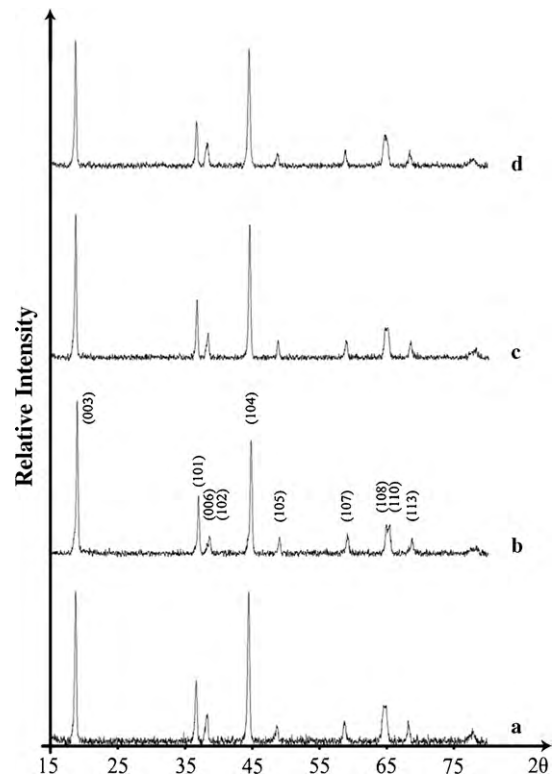 d
c
Relative Intensity
(003)
(104)
(101)
(006)
(102)
(105)
(107)
(108)
(110)
(113)
b
a
15 25 35 45 55 65 75 2θ